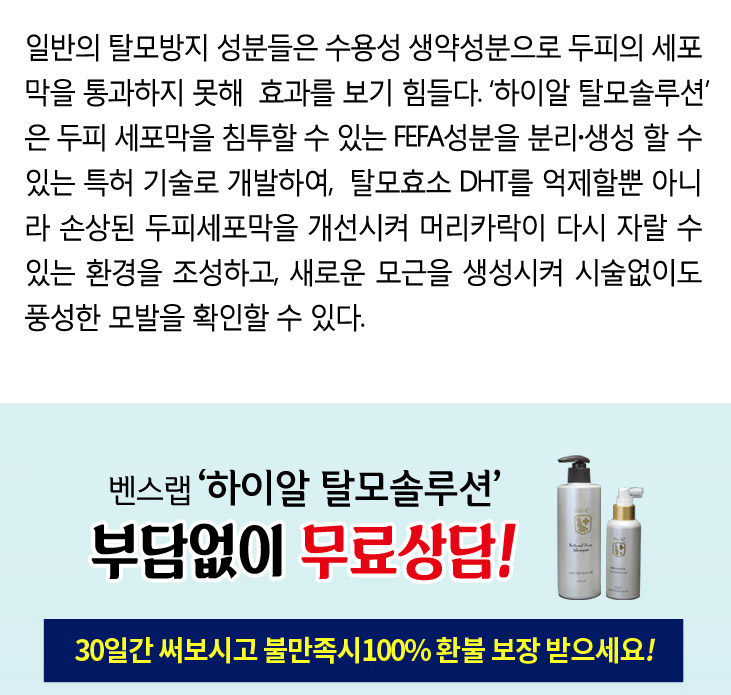 일반의 탈모방지 성분들은 수용성 생약성분으로 두피의 세포
막을 통과하지 못해 효과를 보기 힘들다. ‘하이알 탈모솔루션’
은 두피 세포막을 침투할 수 있는 FEFA성분을 분리·생성 할 수
있는 특허 기술로 개발하여, 탈모효소 DHT를 억제할뿐 아니
라 손상된 두피세포막을 개선시켜 머리카락이 다시 자랄 수
있는 환경을 조성하고, 새로운 모근을 생성시켜 시술없이도
풍성한 모발을 확인할 수 있다.
벤스랩 ‘하이알 탈모솔루션’
부담없이 무료상담!
Natural Pure
Shampoo
30일간 써보시고 불만족시100% 환불 보장 받으세요!